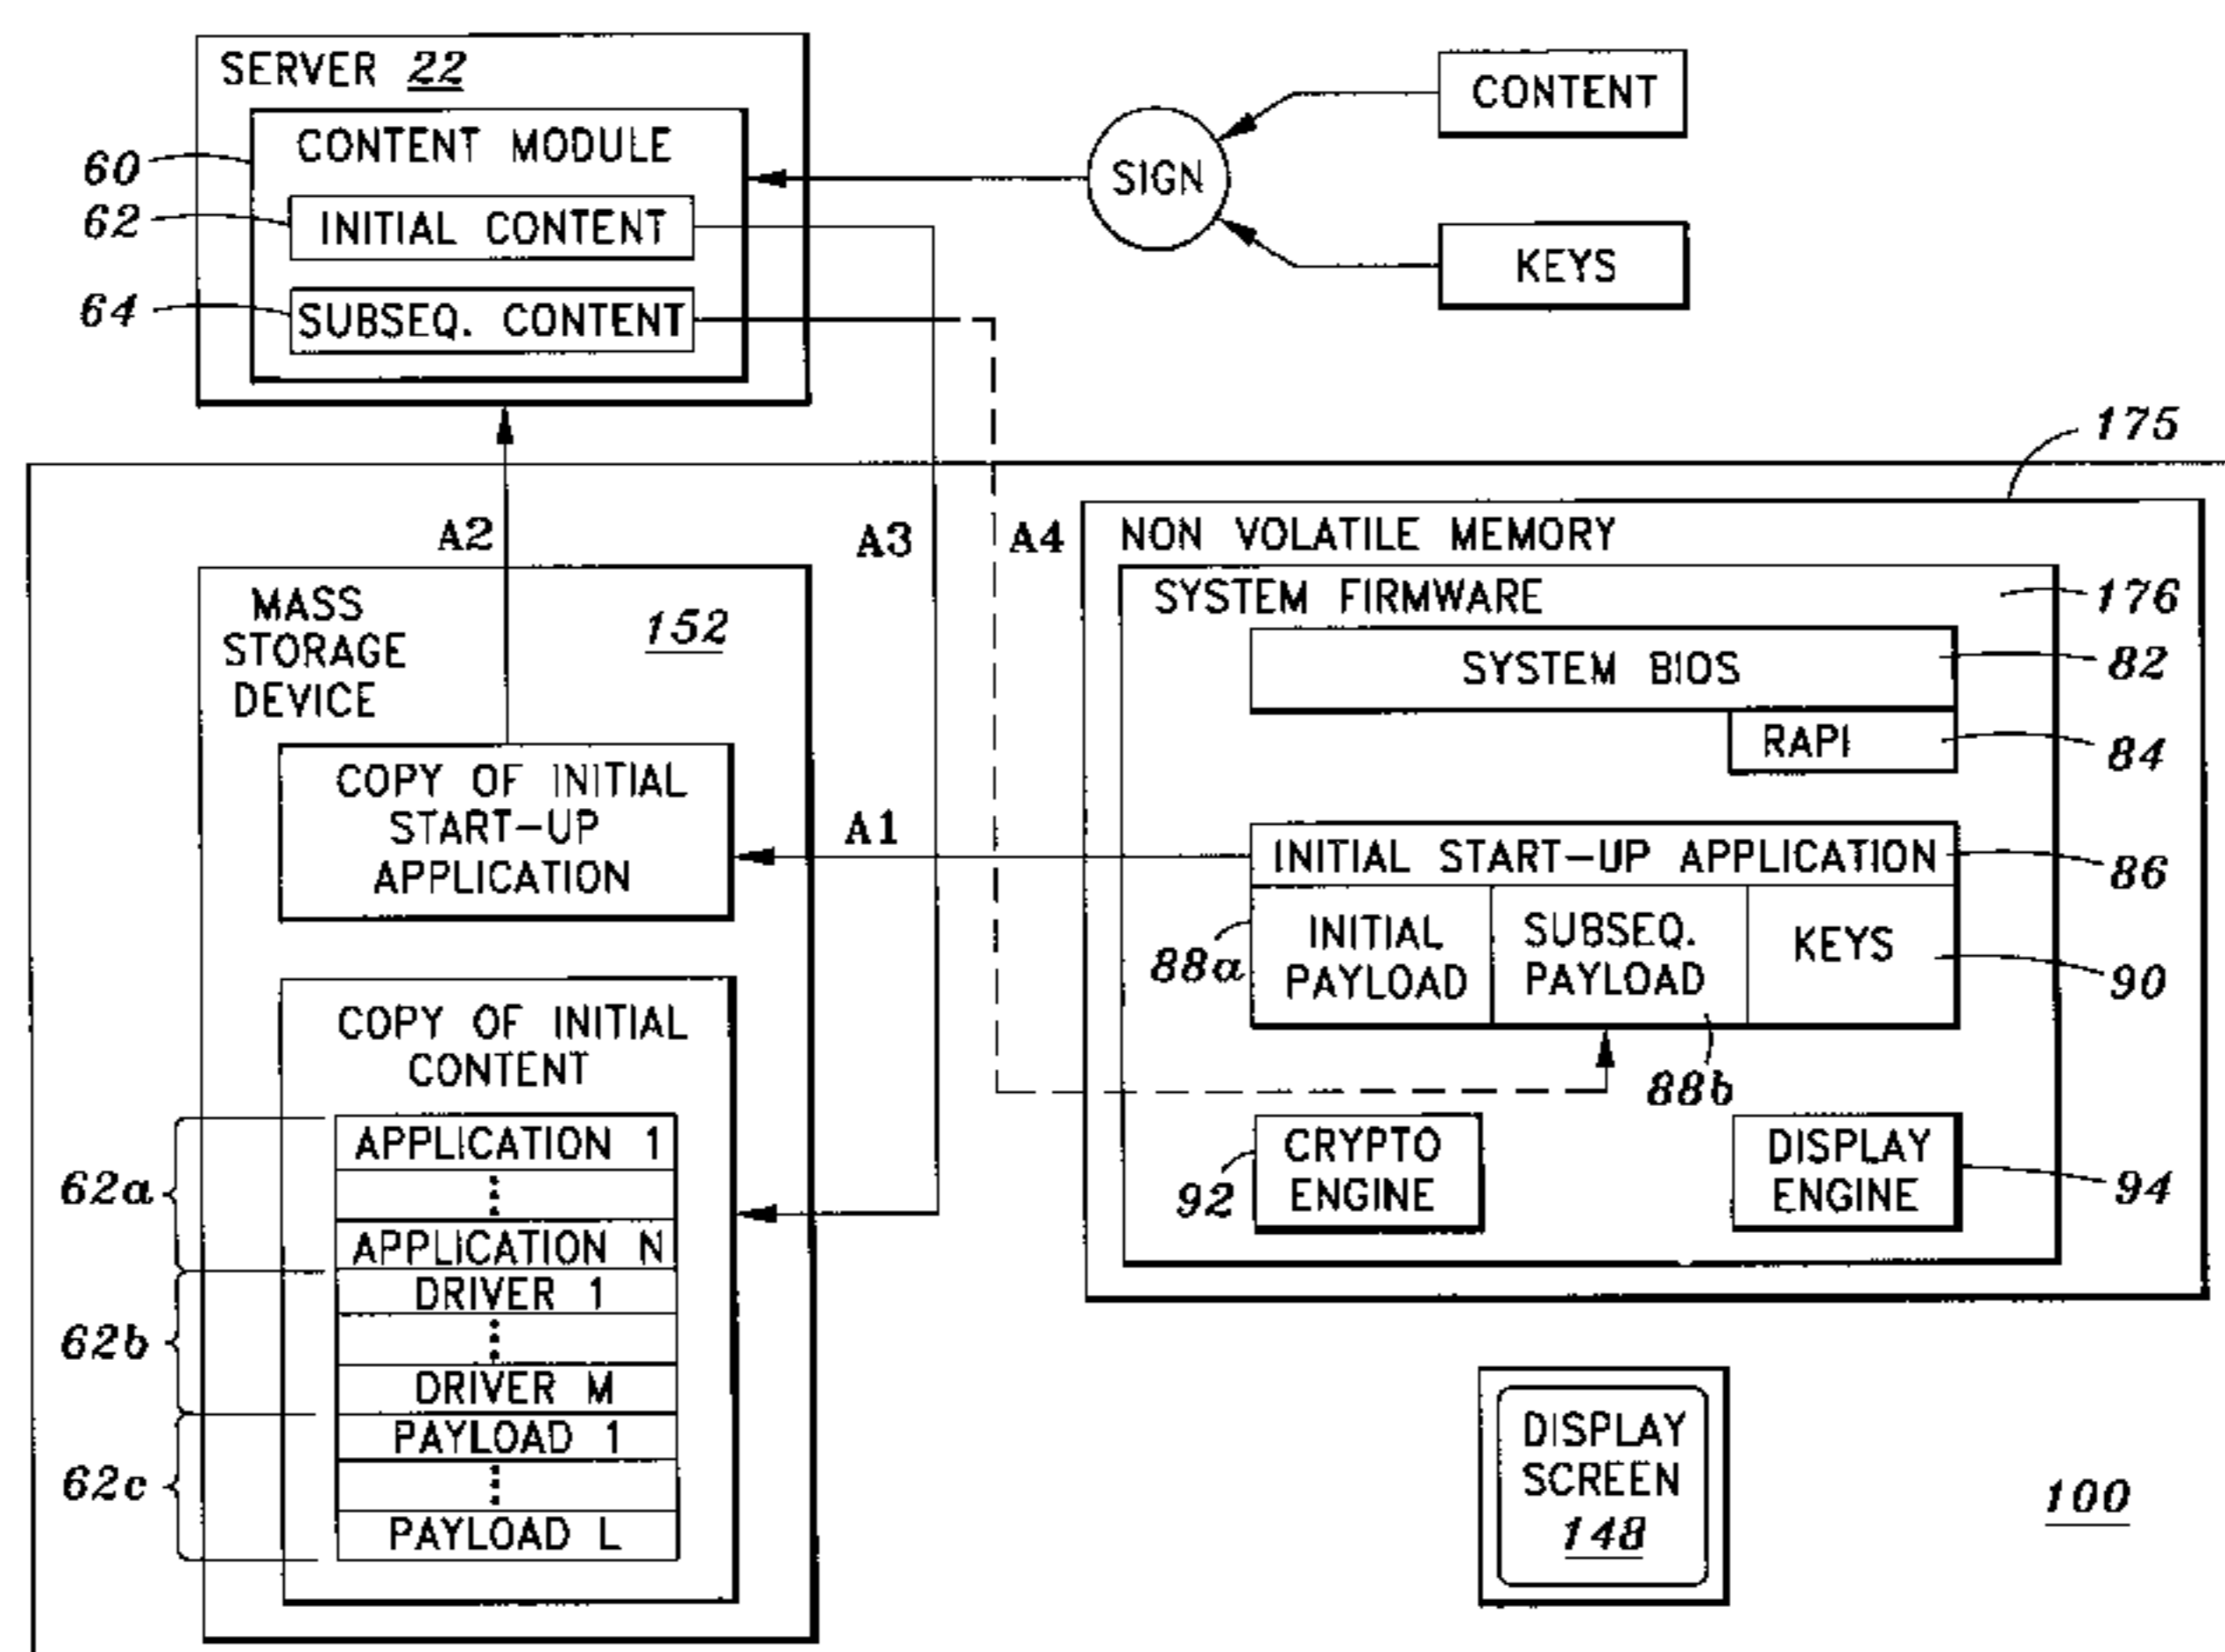 SERVER 22
CONTENT MODULE
60
INITIAL CONTENT
62
SUBSEQ. CONTENT
64
SIGN
CONTENT
KEYS
175
A2
A3
A4
NON VOLATILE MEMORY
SYSTEM FIRMWARE
176
SYSTEM BIOS
82
RAPI
84
MASS
STORAGE
DEVICE
152
COPY OF INITIAL
START-UP
APPLICATION
A1
INITIAL START-UP APPLICATION
86
88a
INITIAL
PAYLOAD
SUBSEQ.
PAYLOAD
KEYS
90
88b
COPY OF INITIAL
CONTENT
CRYPTO
ENGINE
92
DISPLAY
ENGINE
94
62a
APPLICATION 1
APPLICATION N
62b
DRIVER 1
DRIVER M
62c
PAYLOAD 1
PAYLOAD L
DISPLAY
SCREEN
148
100